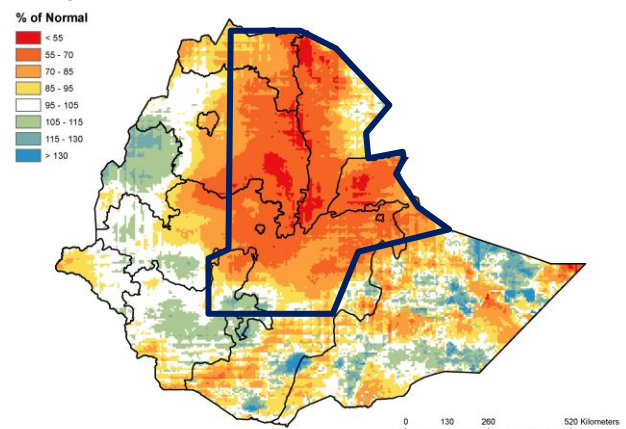 % of Normal
< 55
55 - 70
70 - 85
85 - 95
95 - 105
105 - 115
115 - 130
> 130
0 130 260 520 Kilometers